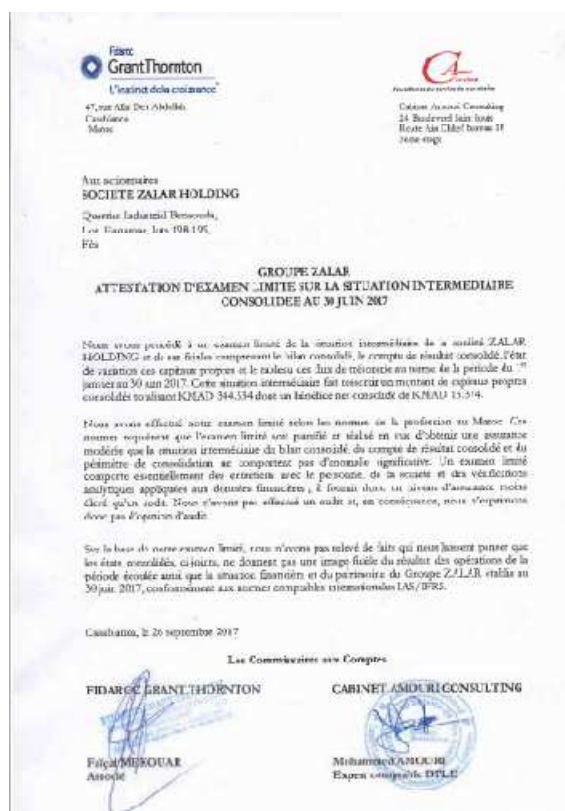 Fidaroc
GrantThornton
L'instinct de la croissance
47, rue Allal Ben Abdellah
Casablanca
Maroc
Cabinet Amouri Consulting
24 Boulevard
Route Ain Chkef bureau
étage
Aux actionnaires
SOCIETE ZALAR HOLDING
Quartier Industriel Bensouda,
Lot
Fès
GROUPE ZALAR
ATTESTATION D'EXAMEN LIMITE SUR LA SITUATION INTERMEDIAIRE
CONSOLIDEE AU 30 JUIN 2017
Nous avons procédé à un examen limité de la situation intermédiaire de la société ZALAR
HOLDING et de ses filiales comprenant le bilan consolidé, le compte de résultat consolidé, l'état
de variation des capitaux propres et le tableau des flux de trésorerie au terme de la période du 1er
janvier au 30 juin 2017. Cette situation intermédiaire fait ressortir un montant de capitaux propres
consolidés totalisant KMAD 344.534 dont un bénéfice net consolidé de KMAD
Nous avons effectué notre examen limité selon les normes de la profession au Maroc. Ces
normes requièrent que l'examen limité soit planifié et réalisé en vue d'obtenir une assurance
modérée que la situation intermédiaire du bilan consolidé, du compte de résultat consolidé et du
périmètre de consolidation ne comportent pas d'anomalie significative. Un examen limité
comporte essentiellement des entretiens avec le personnel de la société et des vérifications
analytiques appliquées aux données financières ; il fournit donc un niveau d'assurance moins
élevé qu'un audit. Nous n'avons pas effectué un audit et, en conséquence, nous n'exprimons
donc pas d'opinion d'audit.
Sur la base de notre examen limité, nous n'avons pas relevé de faits qui nous laissent penser que
les états consolidés, ci-joints, ne donnent pas une image fidèle du résultat des opérations de la
période écoulée ainsi que la situation financière et du patrimoine du Groupe ZALAR établis au
30 juin 2017, conformément aux normes comptables internationales IAS/IFRS.
Casablanca, le 26 septembre 2017
Les Commissaires aux Comptes
FIDAROC GRANT THORNTON
CABINET AMOURI CONSULTING
Faïçal MEKOUAR
Associé
Mohammed AMOURI
Expert comptable DPLE